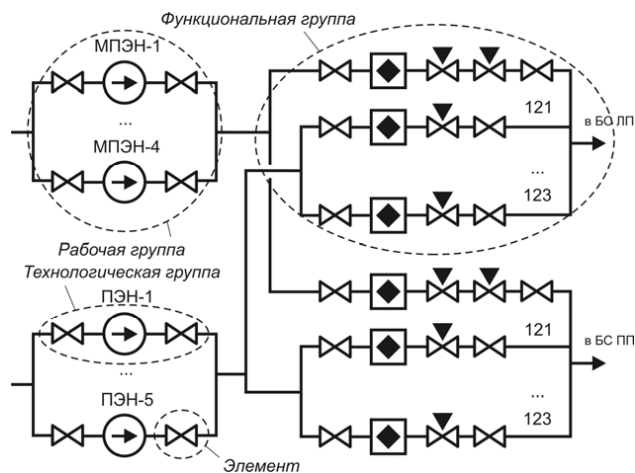 Функциональная группа
МПЭН-1
...
МПЭН-4
121
в БС ЛП
...
123
Рабочая группа
Технологическая группа
ПЭН-1
...
ПЭН-5
121
в БС ПП
...
123
Элемент